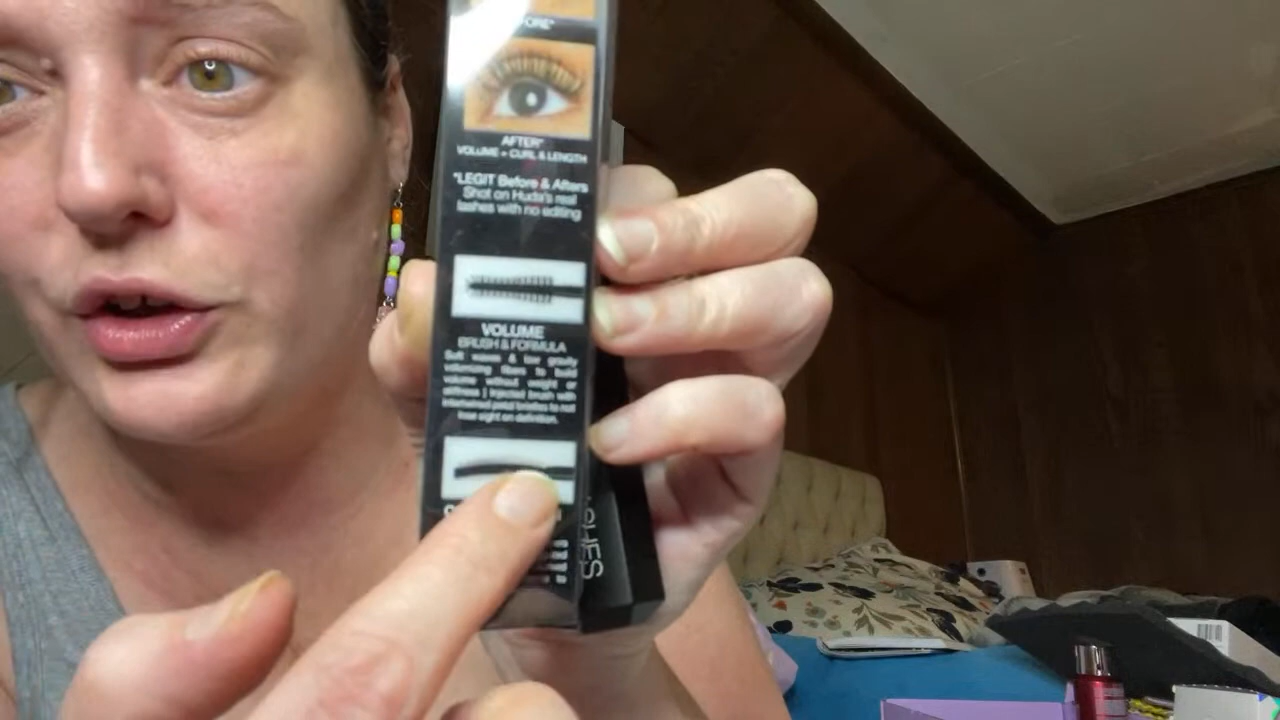 AFTER*
VOLUME + CURL & LENGTH
*LEGIT Before & Afters
Shot on Huda's real
lashes with no editing
VOLUME
BRUSH & FORMULA
Soft waxes & low gravity
volumizing fibers to build
volume without weight or
stiffness | Injected brush with
intertwined petal bristles to not
lose sight on definition.